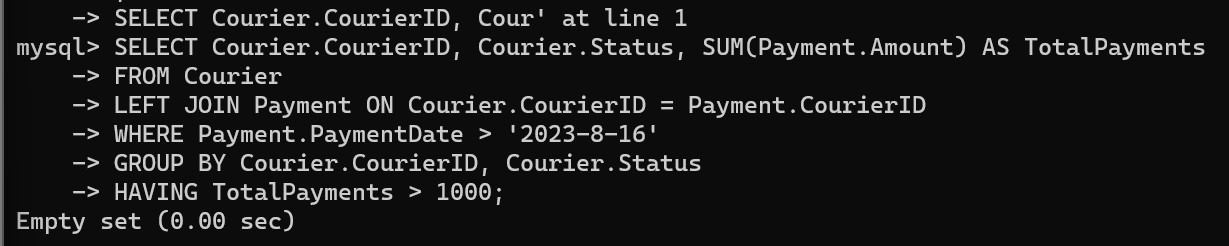 -> SELECT Courier.CourierID, Cour' at line 1
mysql> SELECT Courier.CourierID, Courier.Status, SUM(Payment.Amount) AS TotalPayments
-> FROM Courier
-> LEFT JOIN Payment ON Courier.CourierID = Payment.CourierID
-> WHERE Payment.PaymentDate > '2023-8-16'
-> GROUP BY Courier.CourierID, Courier.Status
-> HAVING TotalPayments > 1000;
Empty set (0.00 sec)